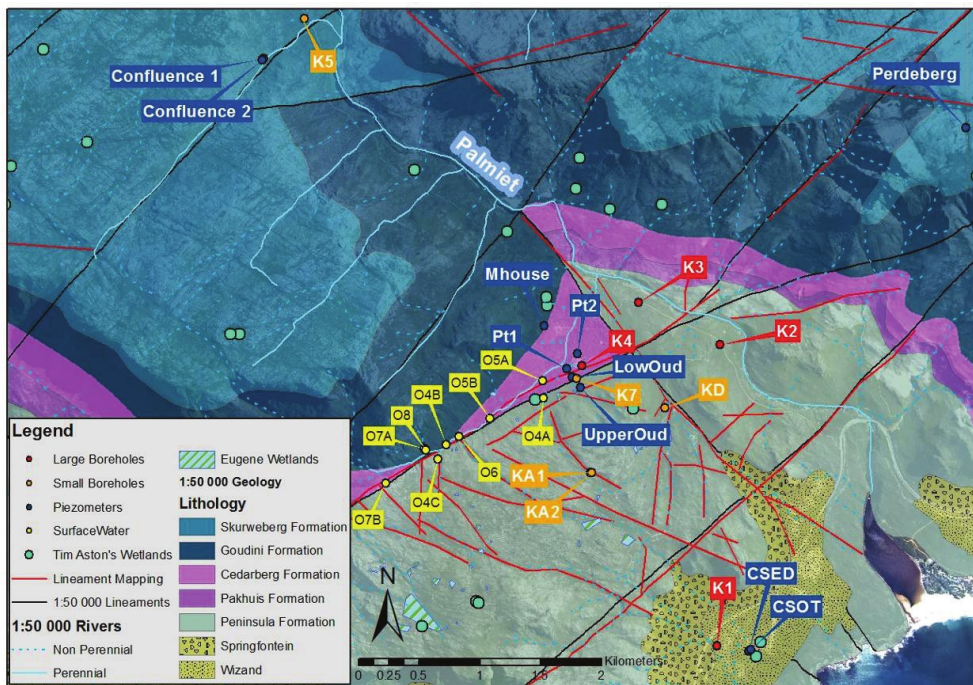 Confluence 1
K5
Confluence 2
Perdeberg
Palmiet
K3
Mhouse
Pt2
K2
Pt1
K4
O5A
LowOud
K7
KD
O5B
O4B
O8
O7A
O4A
UpperOud
O6
O4C
KA1
KA2
O7B
K1
CSED
CSOT
N
0 0.25 0.5 1 1.5 2
Kilometers
Legend
Large Boreholes
Small Boreholes
Piezometers
SurfaceWater
Tim Aston's Wetlands
Lineament Mapping
1:50 000 Lineaments
1:50 000 Rivers
Non Perennial
Perennial
Eugene Wetlands
1:50 000 Geology
Lithology
Skurweberg Formation
Goudini Formation
Cedarberg Formation
Pakhuis Formation
Peninsula Formation
Springfontein
Wizand